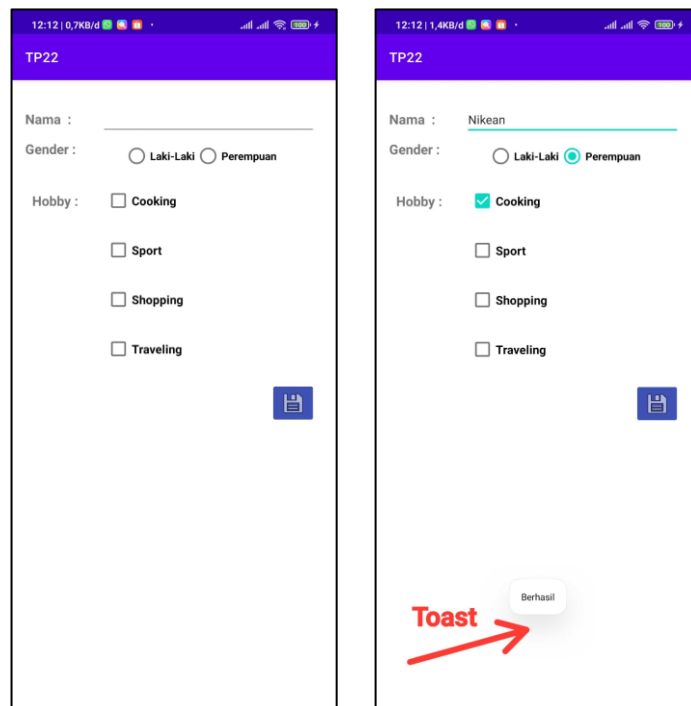 12:12 | 0,7KB/d
100
TP22
Nama :
Gender :
Laki-Laki
Perempuan
Hobby :
Cooking
Sport
Shopping
Traveling
12:12 | 1,4KB/d
100
TP22
Nama :
Nikean
Gender :
Laki-Laki
Perempuan
Hobby :
Cooking
Sport
Shopping
Traveling
Berhasil
Toast